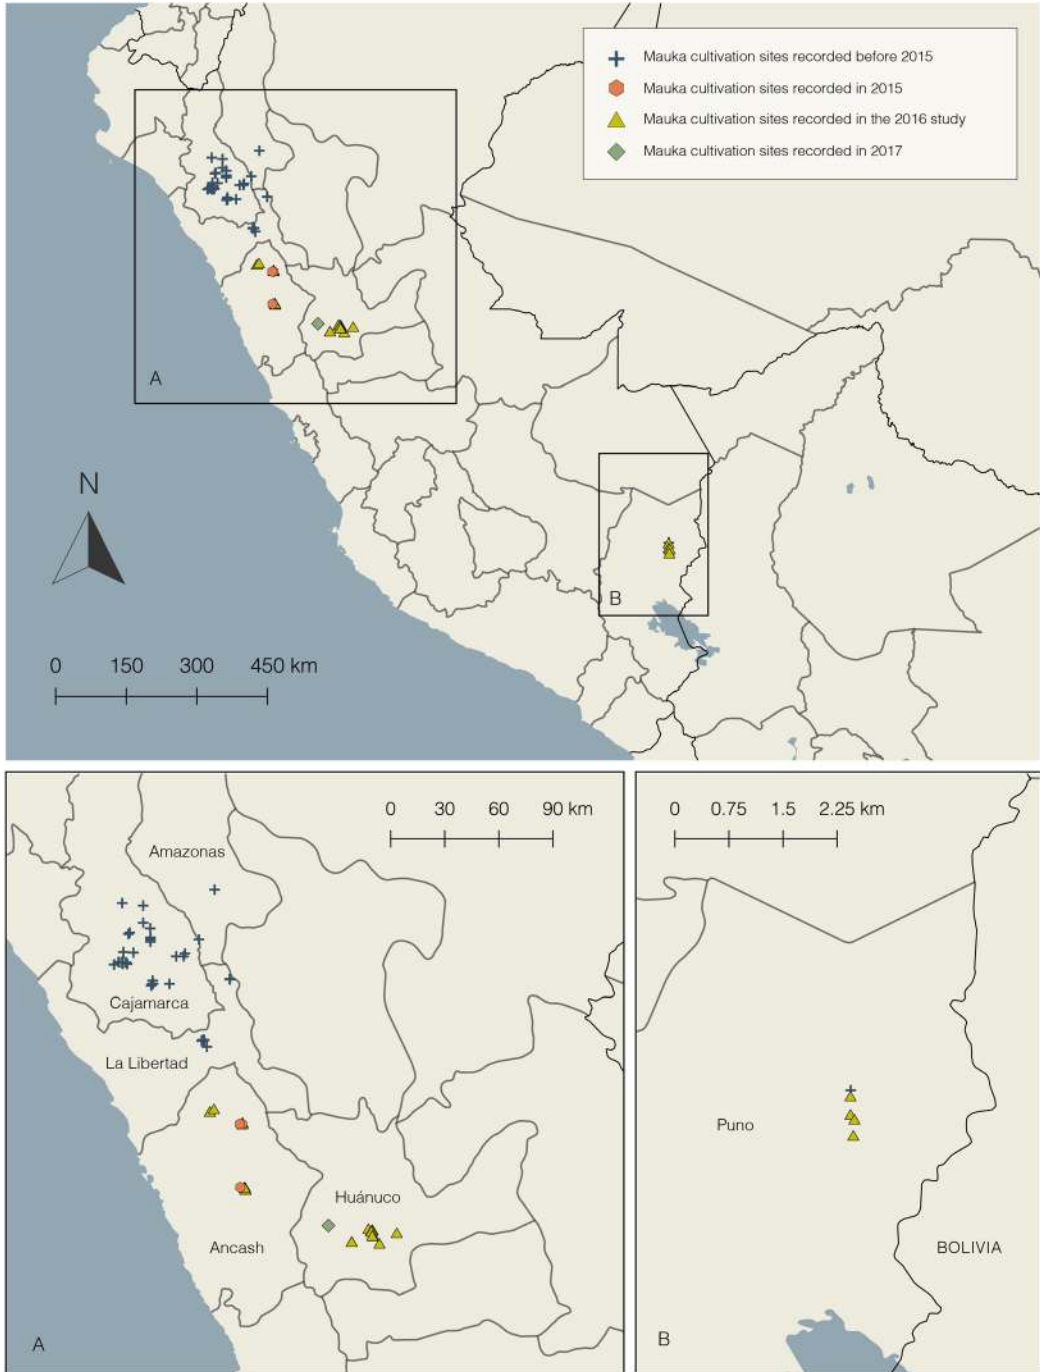 Mauka cultivation sites recorded before 2015
Mauka cultivation sites recorded in 2015
Mauka cultivation sites recorded in the 2016 study
Mauka cultivation sites recorded in 2017
A
N
B
0 150 300 450 km
0 30 60 90 km
Amazonas
Cajamarca
La Libertad
Huánuco
Ancash
A
0 0.75 1.5 2.25 km
Puno
BOLIVIA
B